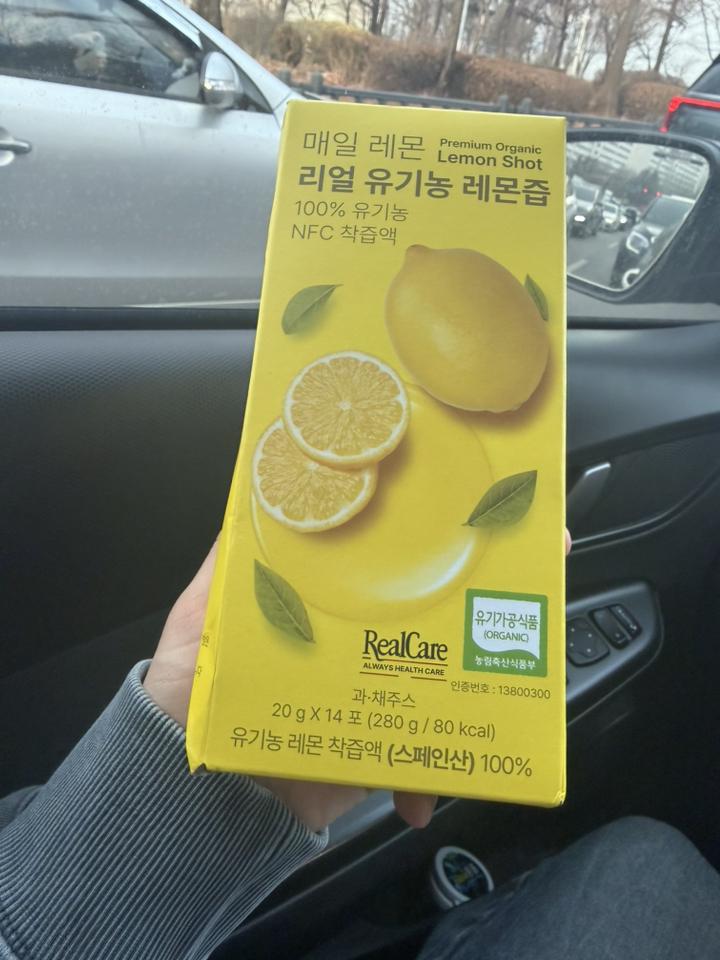 매일 레몬 Premium Organic Lemon Shot
리얼 유기농 레몬즙
100% 유기농
NFC 착즙액
유기가공식품
(ORGANIC)
농림축산식품부
RealCare
ALWAYS HEALTH CARE
인증번호 : 13800300
과·채주스
20 g X 14 포 (280 g / 80 kcal)
유기농 레몬 착즙액 (스페인산) 100%